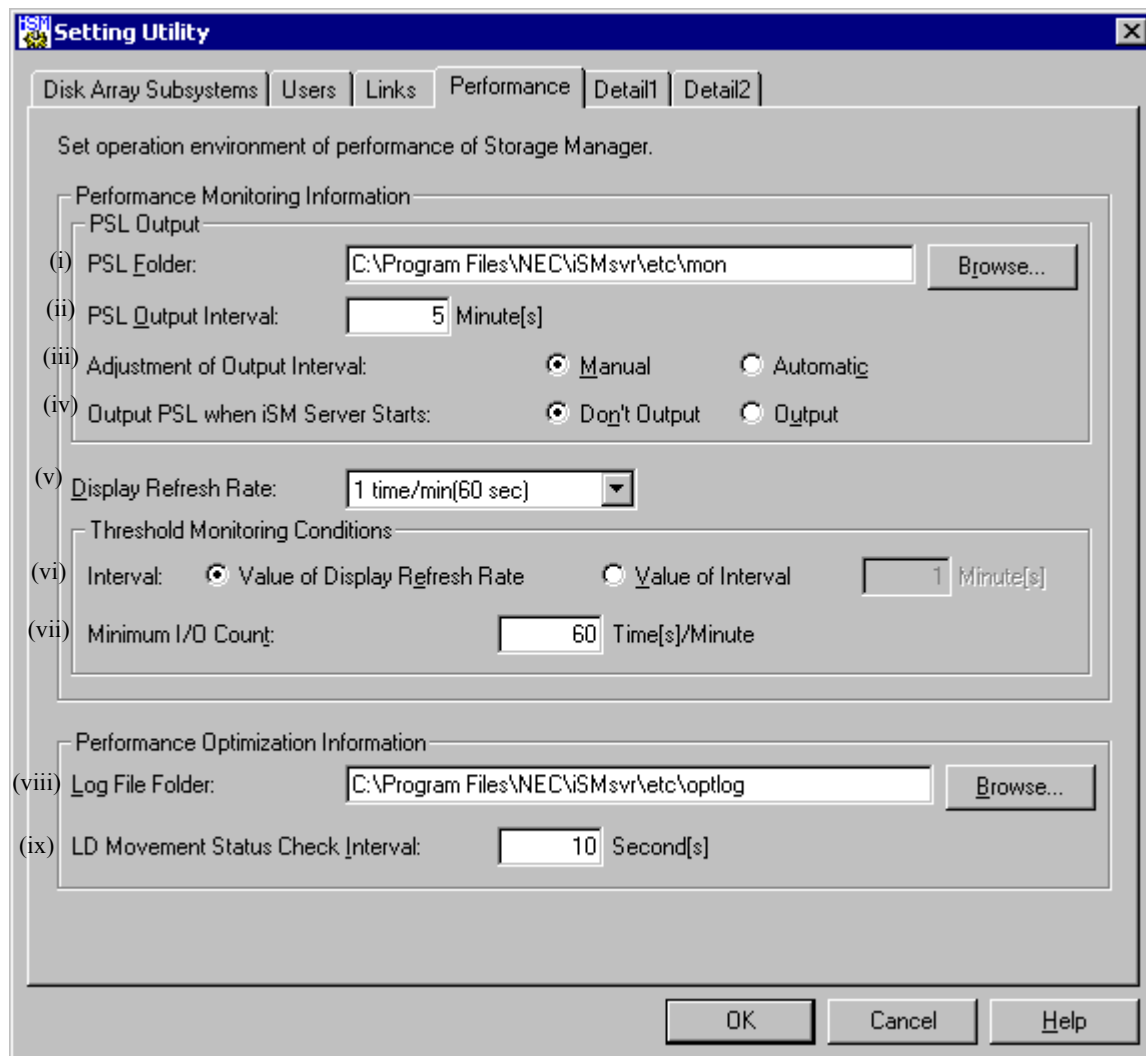 iSM Setting Utility
Disk Array Subsystems Users Links Performance Detail1 Detail2
Set operation environment of performance of Storage Manager.
Performance Monitoring Information
PSL Output
(i) PSL Folder: C:\Program Files\NEC\iSMsvr\etc\mon Browse...
(ii) PSL Output Interval: 5 Minute[s]
(iii) Adjustment of Output Interval: Manual Automatic
(iv) Output PSL when iSM Server Starts: Don't Output Output
(v) Display Refresh Rate: 1 time/min(60 sec)
Threshold Monitoring Conditions
(vi) Interval: Value of Display Refresh Rate Value of Interval 1 Minute[s]
(vii) Minimum I/O Count: 60 Time[s]/Minute
Performance Optimization Information
(viii) Log File Folder: C:\Program Files\NEC\iSMsvr\etc\optlog Browse...
(ix) LD Movement Status Check Interval: 10 Second[s]
OK Cancel Help